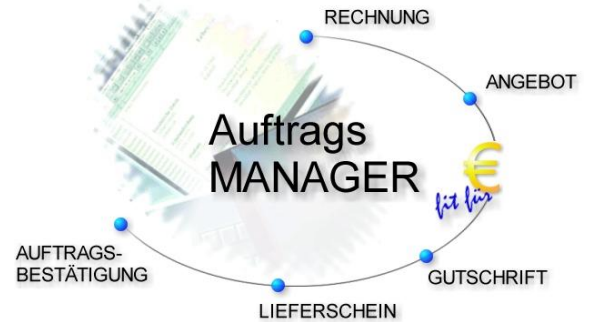 RECHNUNG
ANGEBOT
Auftrags
MANAGER
fit für
€
AUFTRAGS-
BESTÄTIGUNG
GUTSCHRIFT
LIEFERSCHEIN